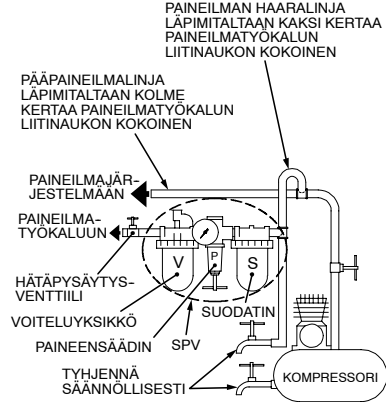 PAINEILMAN HAARALINJA
LÄPIMITALTAAN KAKSI KERTAA
PAINEILMATYÖKALUN
LIITINAUKON KOKOINEN
PÄÄPAINEILMALINJA
LÄPIMITALTAAN KOLME
KERTAA PAINEILMATYÖKALUN
LIITINAUKON KOKOINEN
PAINEILMAJÄR-
JESTELMÄÄN
PAINEILMA-
TYÖKALUUN
V
P
S
HÄTÄPYSÄYTYS-
VENTTIILI
VOITELUYKSIKKÖ
SUODATIN
PAINEENSÄÄDIN
SPV
TYHJENNÄ
SÄÄNNÖLLISESTI
KOMPRESSORI